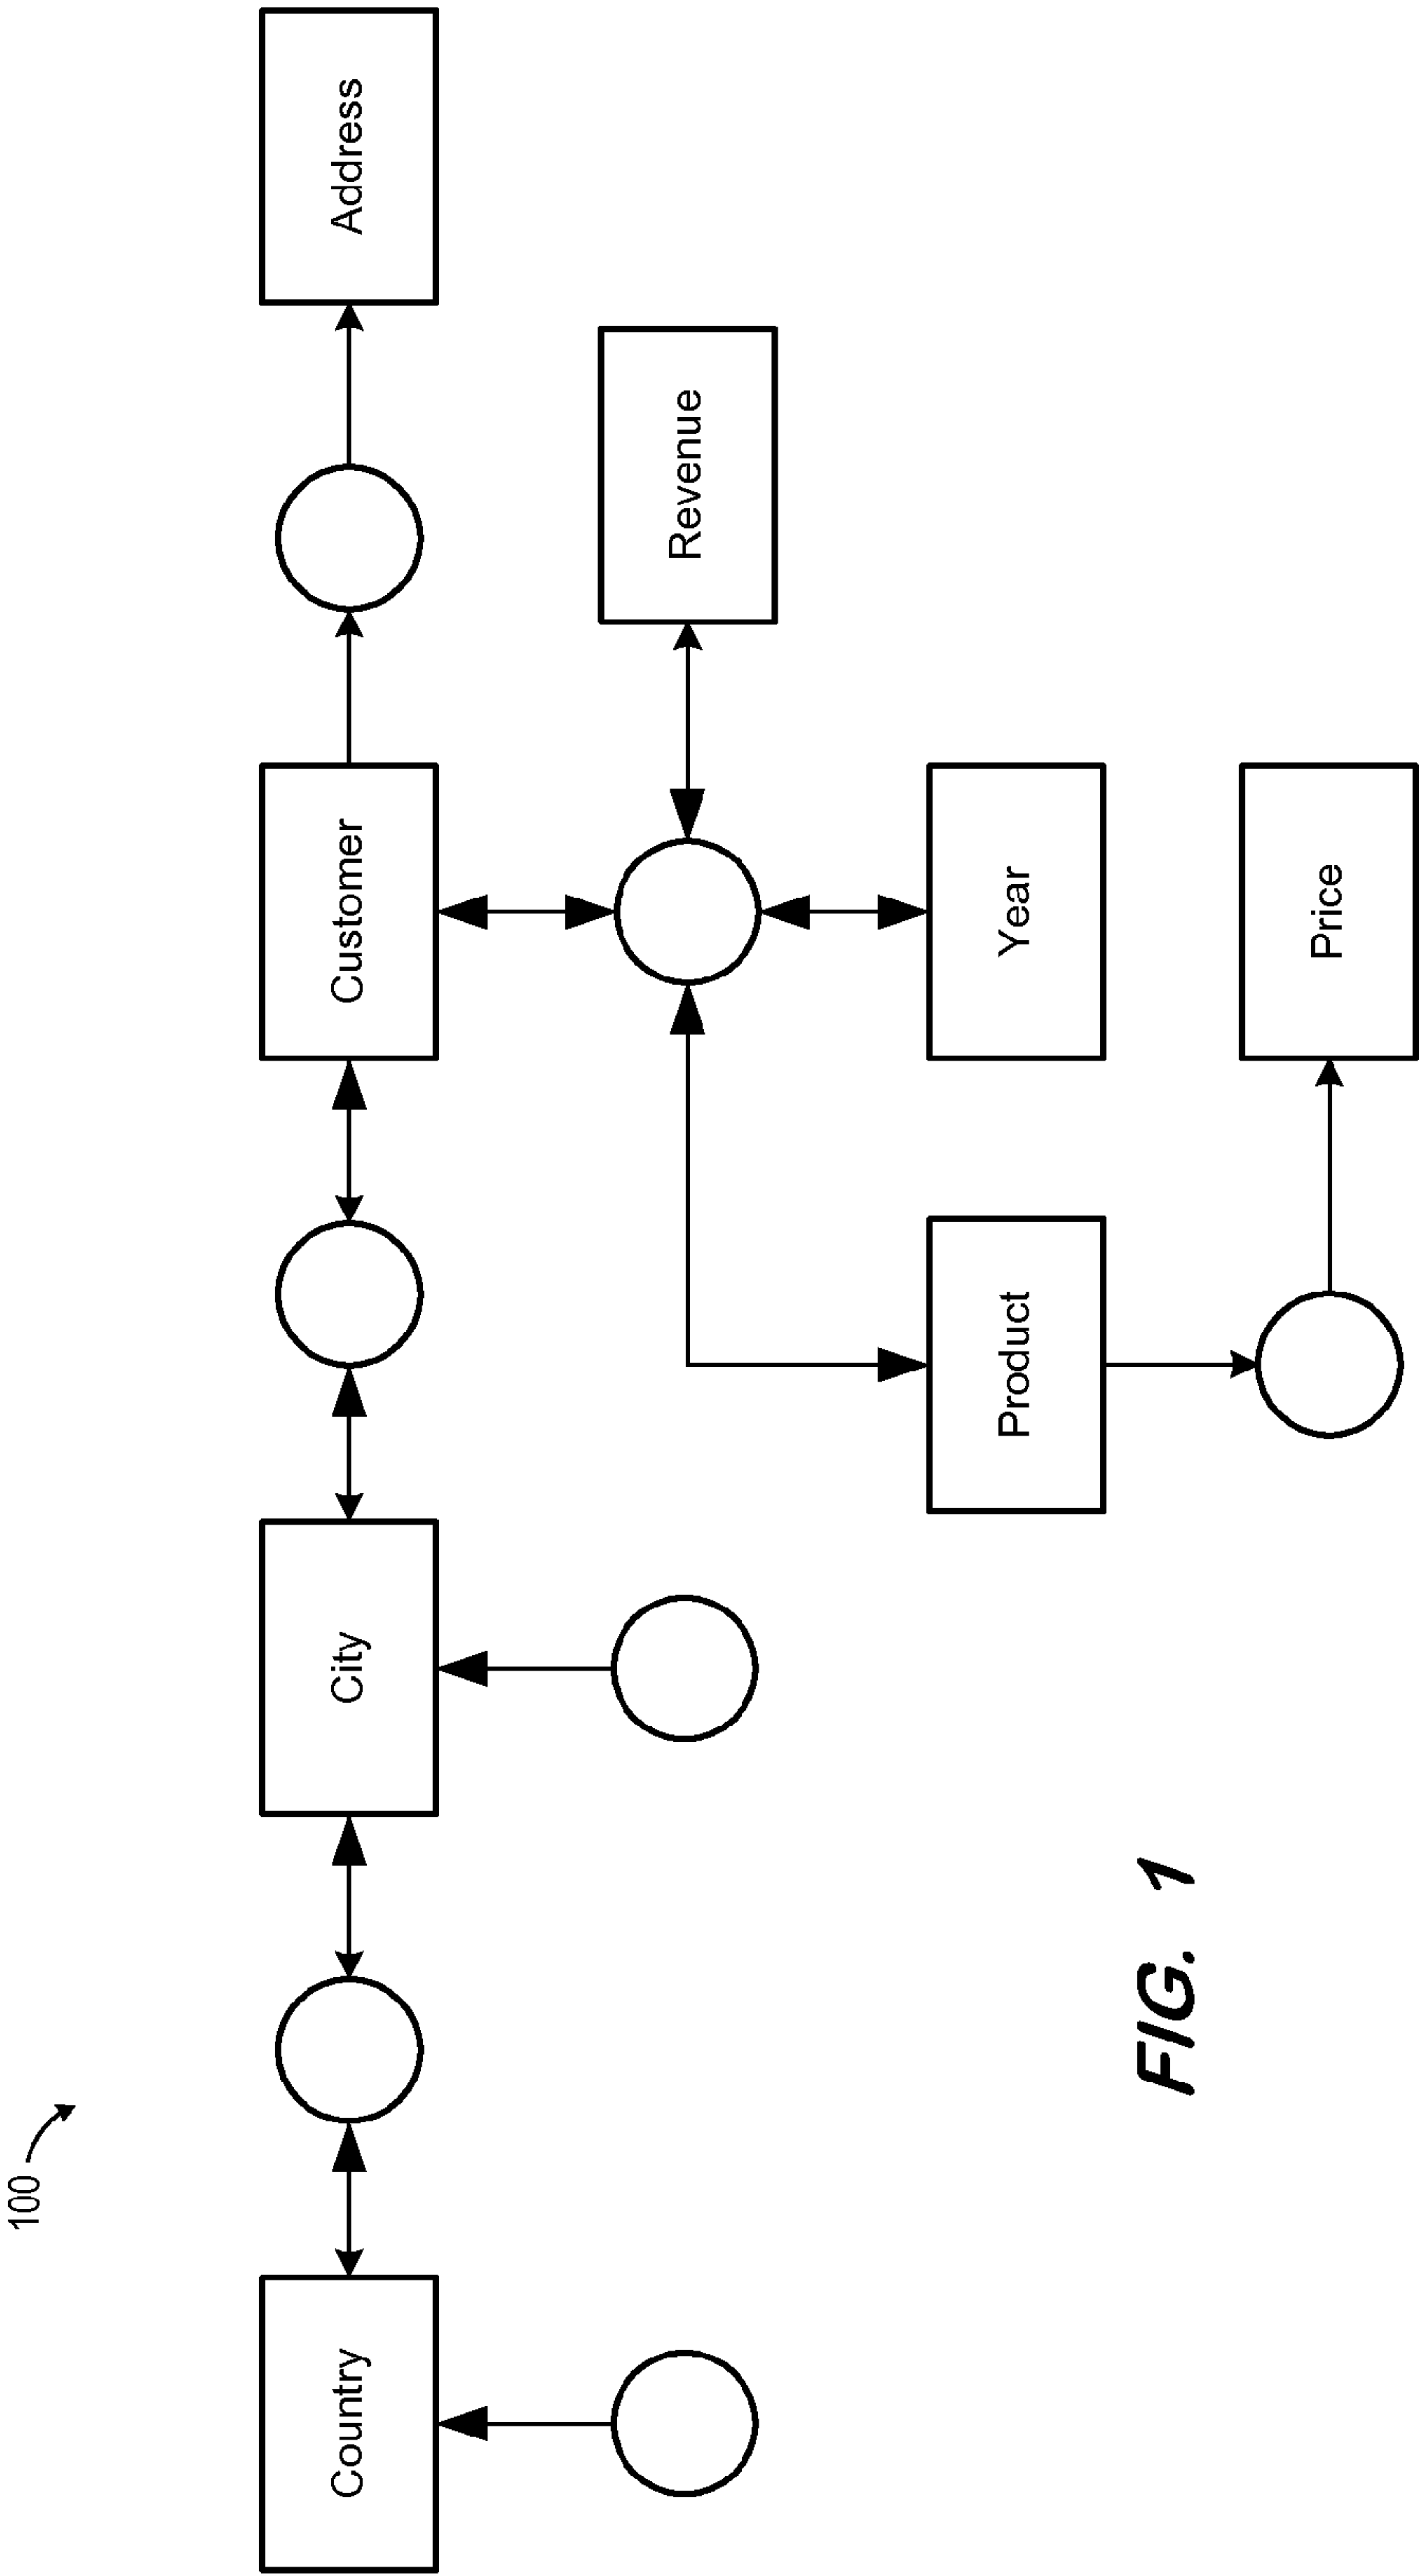 100
Country
City
Customer
Address
Revenue
Product
Year
Price
FIG. 1